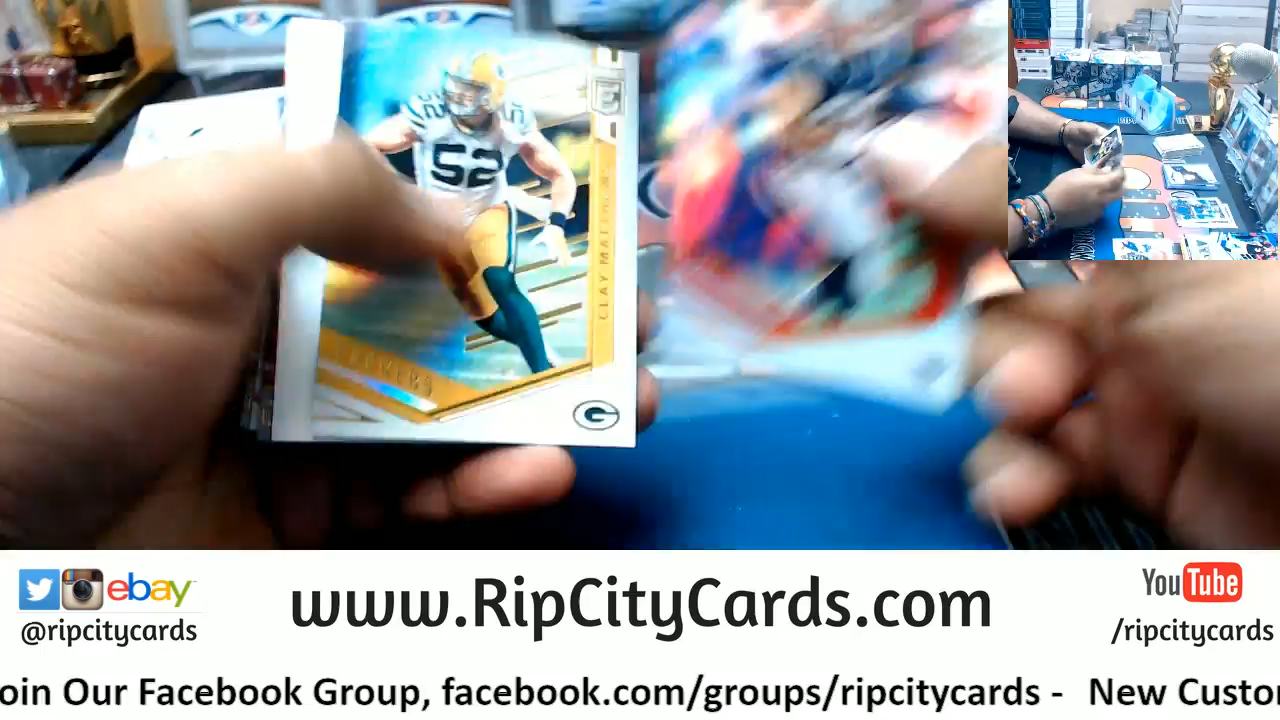 52
CLAY MATTHEWS
PACKERS
G
ebay
@ripcitycards
www.RipCityCards.com
YouTube
/ripcitycards
oin Our Facebook Group, facebook.com/groups/ripcitycards - New Custo